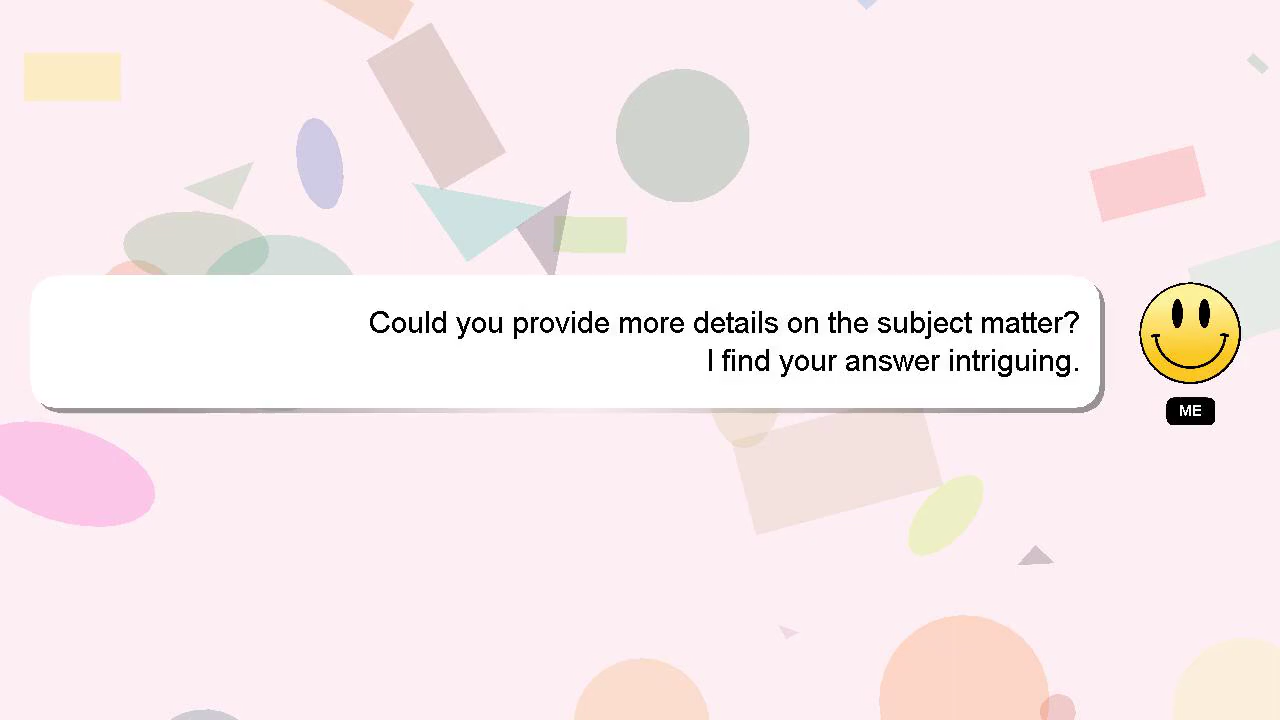 Could you provide more details on the subject matter?
I find your answer intriguing.
ME